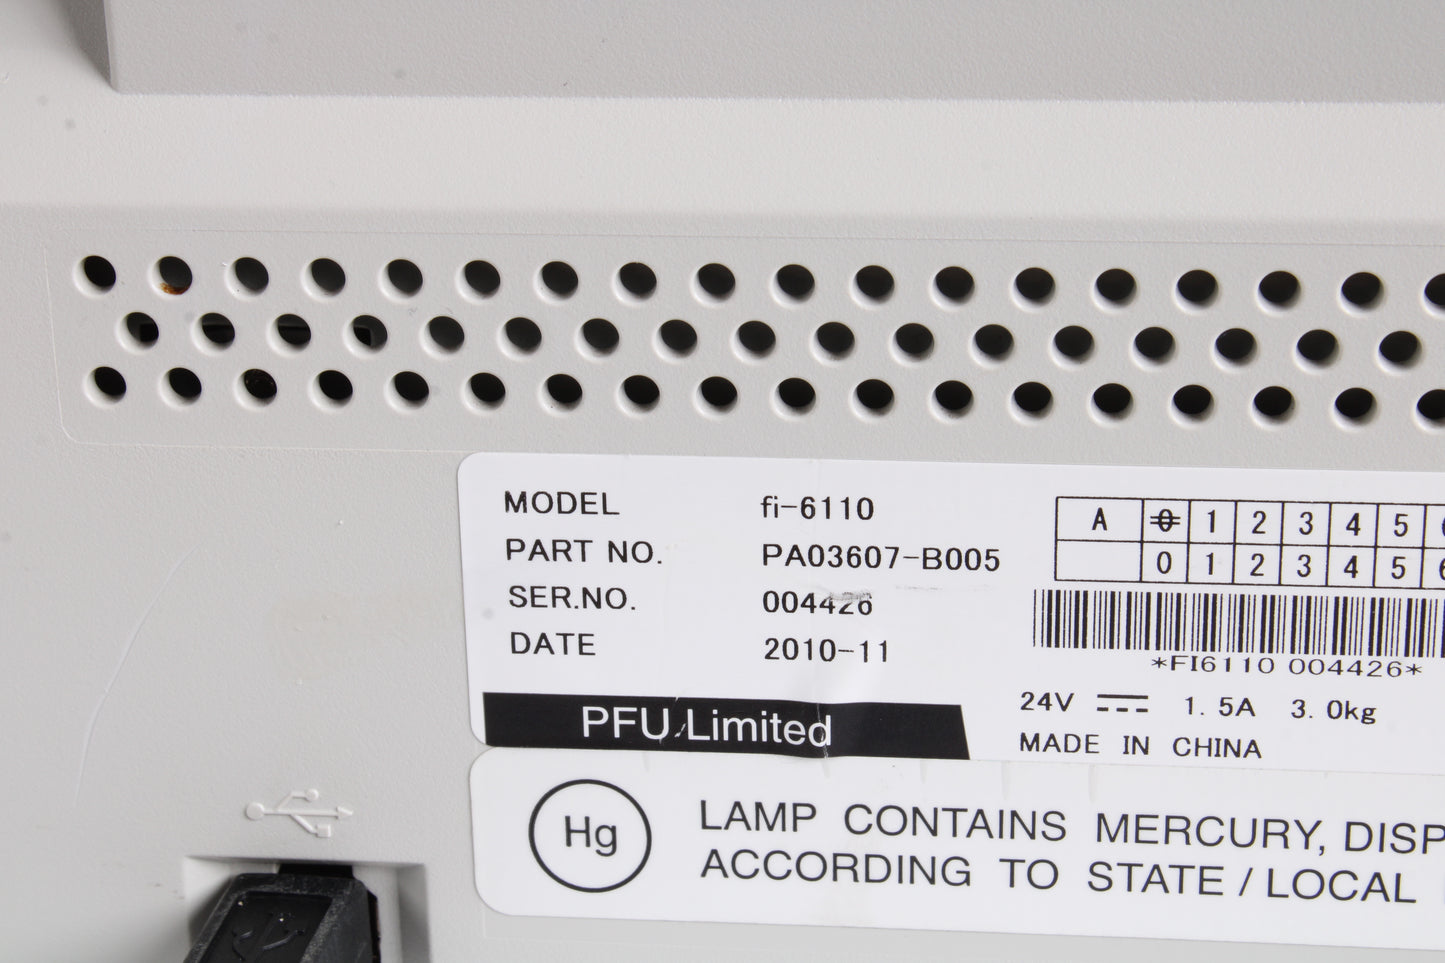 MODEL fi-6110
PART NO. PA03607-B005
SER.NO. 004426
DATE 2010-11
A 0 1 2 3 4 5
0 1 2 3 4 5 6
*FI6110 004426*
24V 1. 5A 3. 0kg
MADE IN CHINA
PFU Limited
Hg
LAMP CONTAINS MERCURY, DISP
ACCORDING TO STATE / LOCAL